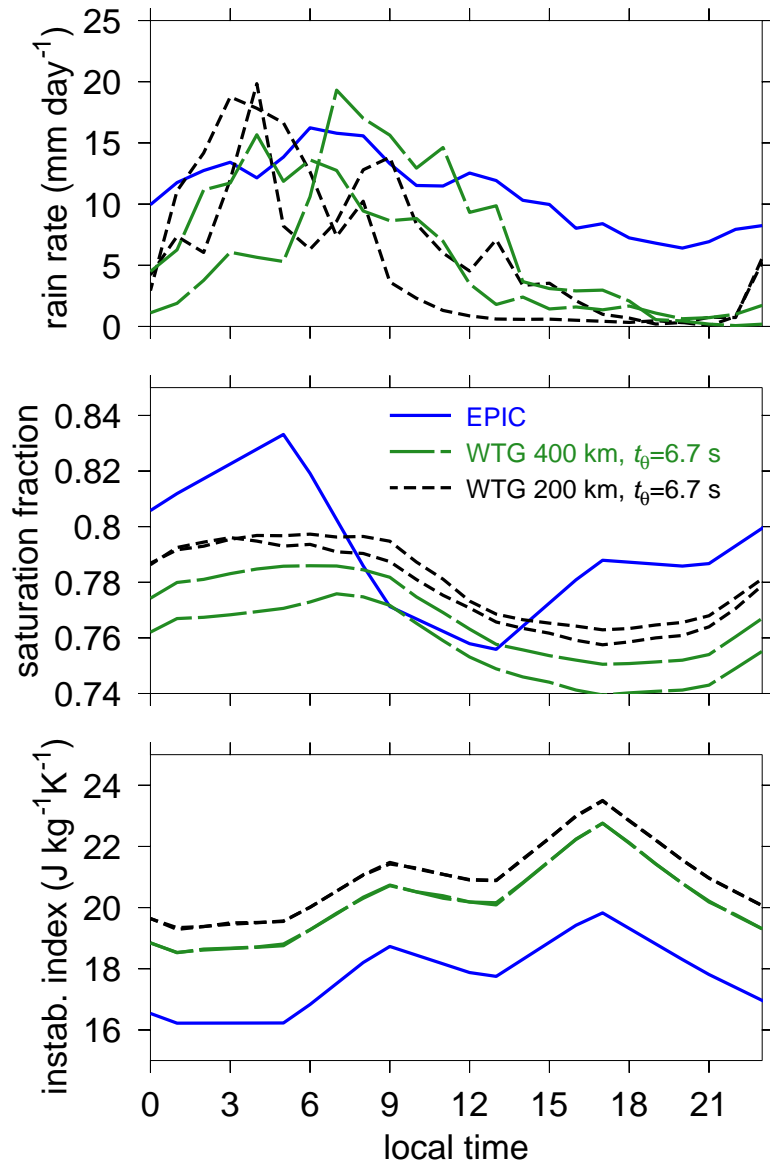 rain rate (mm day⁻¹)
25
20
15
10
5
0
saturation fraction
0.84
0.82
0.8
0.78
0.76
0.74
EPIC
WTG 400 km, tθ=6.7 s
WTG 200 km, tθ=6.7 s
instab. index (J kg⁻¹K⁻¹)
24
22
20
18
16
0 3 6 9 12 15 18 21
local time